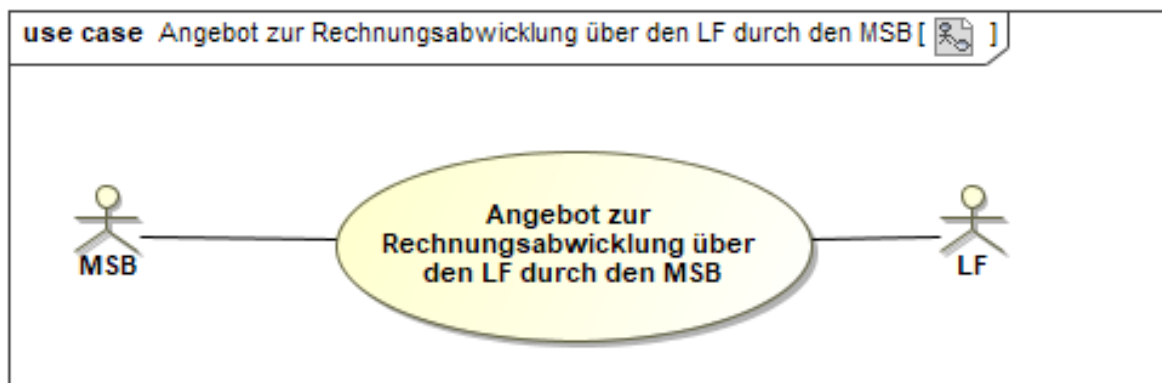 use case Angebot zur Rechnungsabwicklung über den LF durch den MSB [ ]
Angebot zur
Rechnungsabwicklung über
den LF durch den MSB
MSB
LF